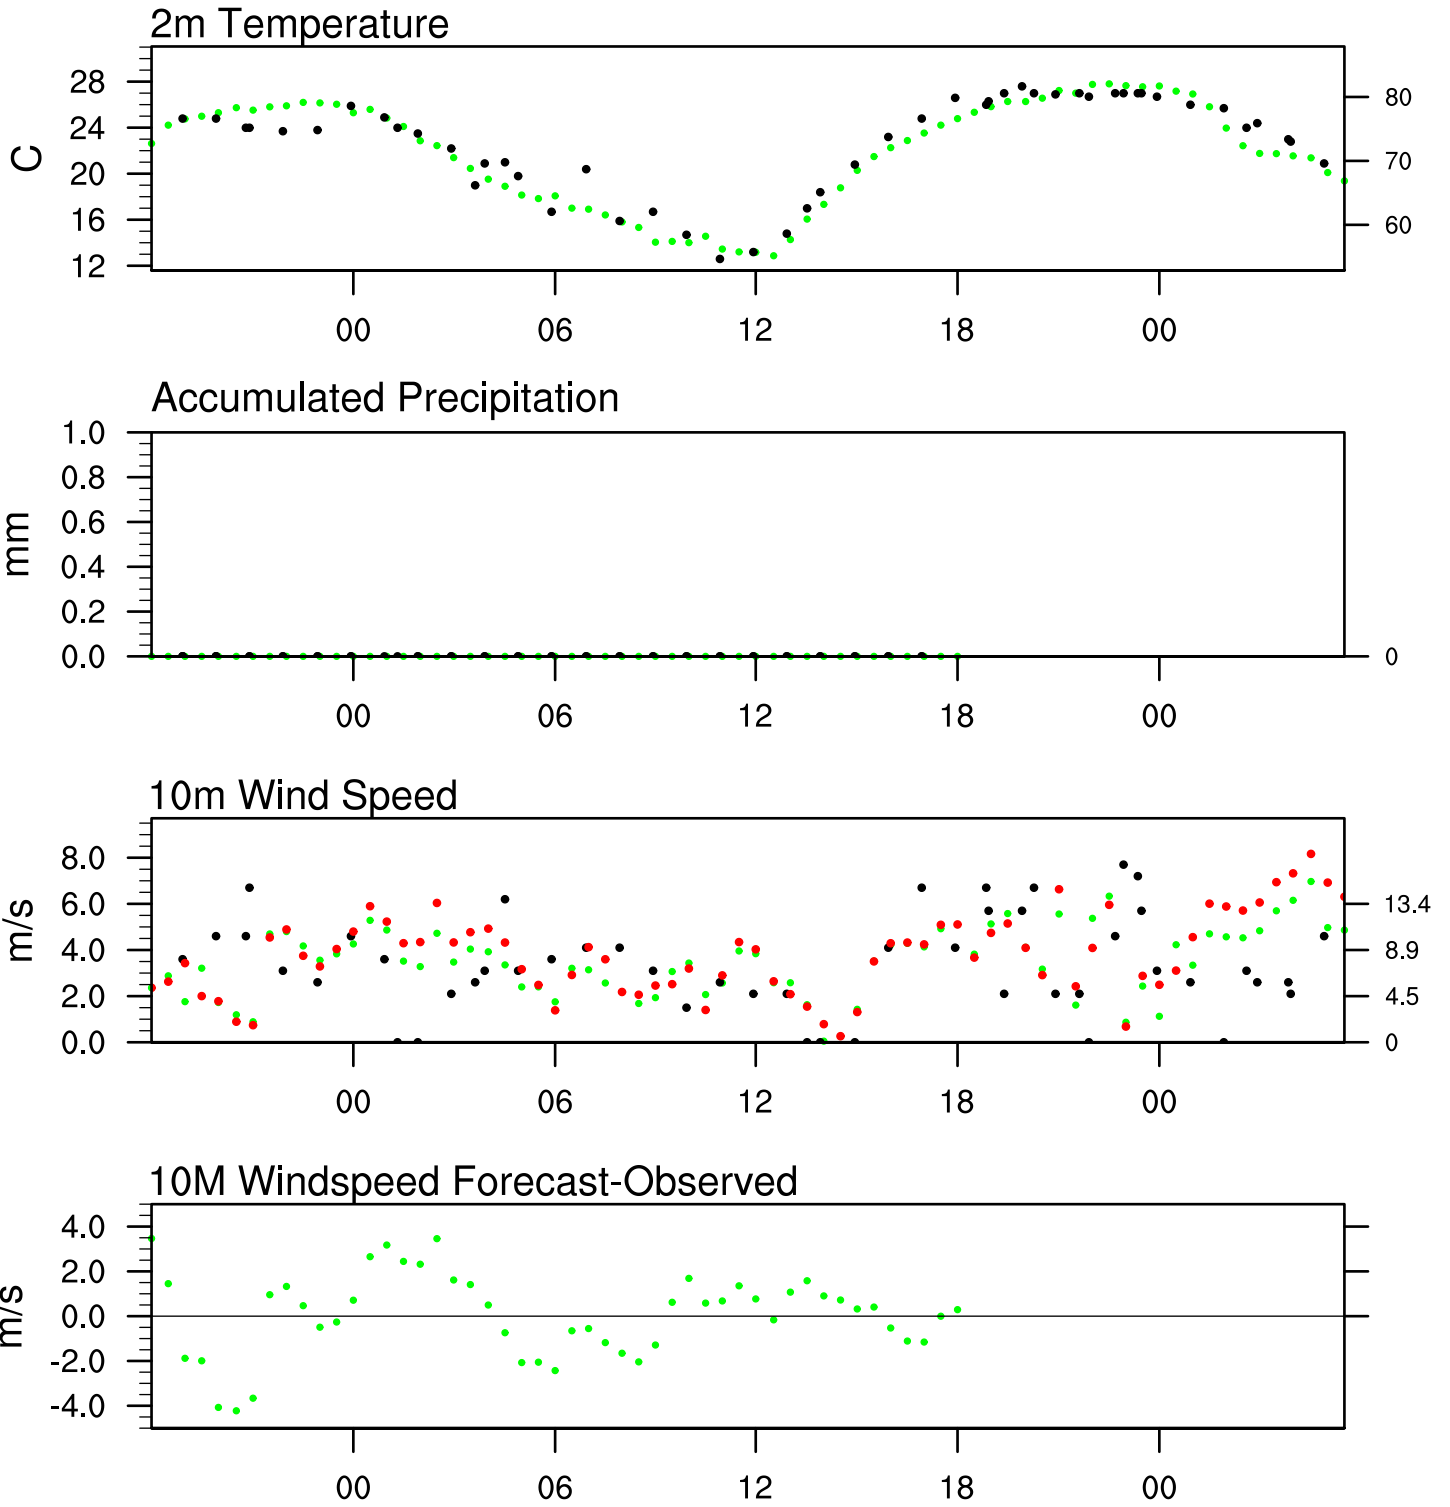 2m Temperature
28
24
20
16
12
C
80
70
60
00 06 12 18 00
Accumulated Precipitation
1.0
0.8
0.6
0.4
0.2
0.0
mm
0
00 06 12 18 00
10m Wind Speed
8.0
6.0
4.0
2.0
0.0
m/s
13.4
8.9
4.5
0
00 06 12 18 00
10M Windspeed Forecast-Observed
4.0
2.0
0.0
-2.0
-4.0
m/s
00 06 12 18 00